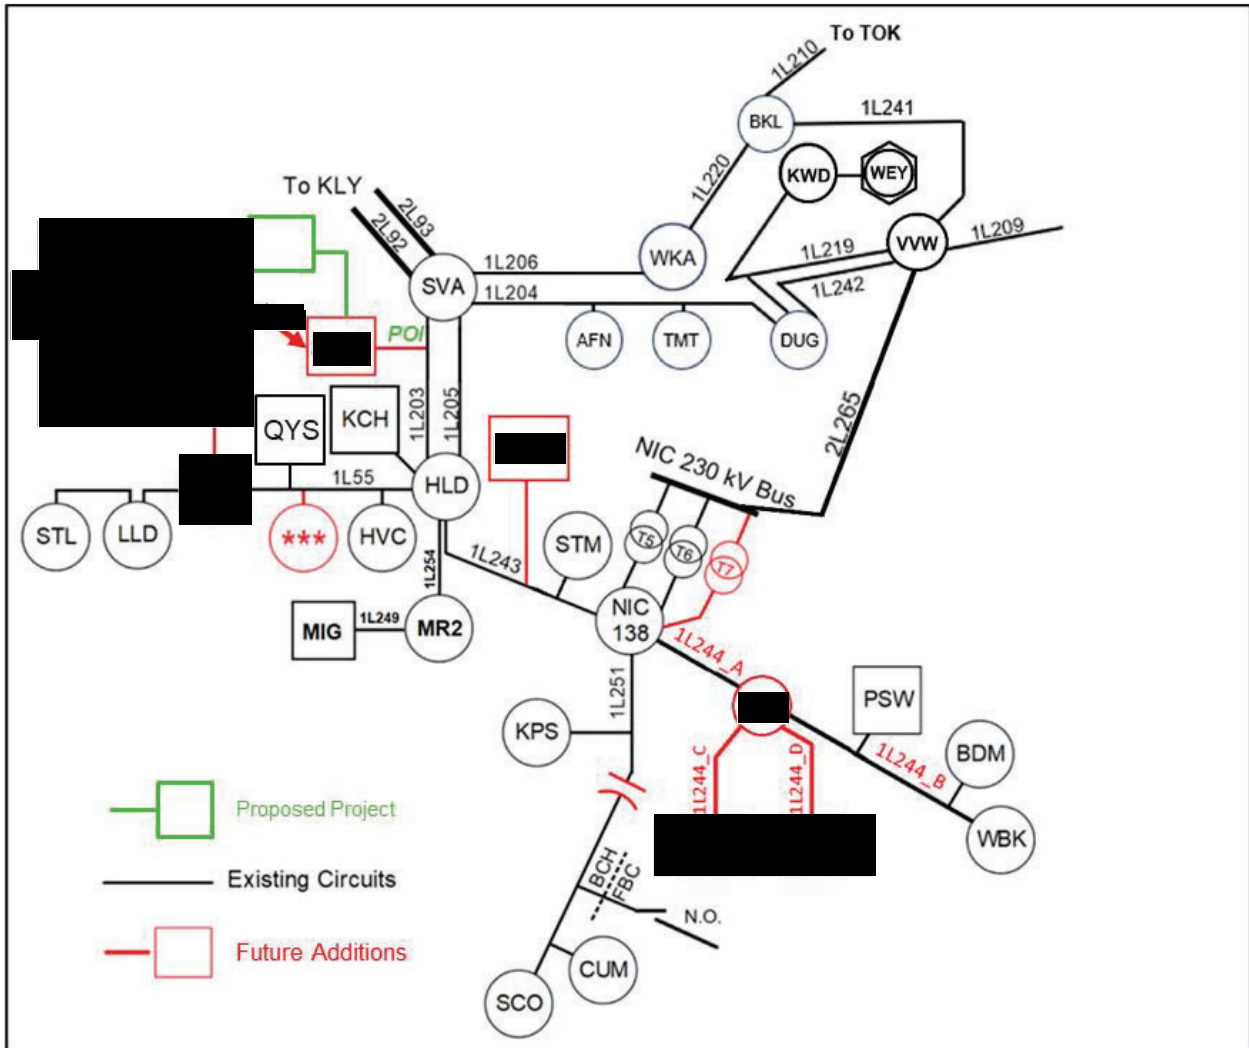 To TOK
1L210
BKL
1L241
KWD
WEY
1L220
To KLY
2L93
2L92
VVW
1L209
1L219
WKA
1L206
SVA
1L242
1L204
POI
AFN
TMT
DUG
KCH
1L203
1L205
2L265
QYS
NIC 230 kV Bus
1L55
HLD
STL
LLD
***
HVC
STM
T5
T6
T7
1L243
1L254
NIC
138
MIG
1L249
MR2
1L244_A
1L251
PSW
KPS
BDM
1L244_B
1L244_C
1L244_D
Proposed Project
WBK
BCH
FBC
Existing Circuits
N.O.
Future Additions
CUM
SCO